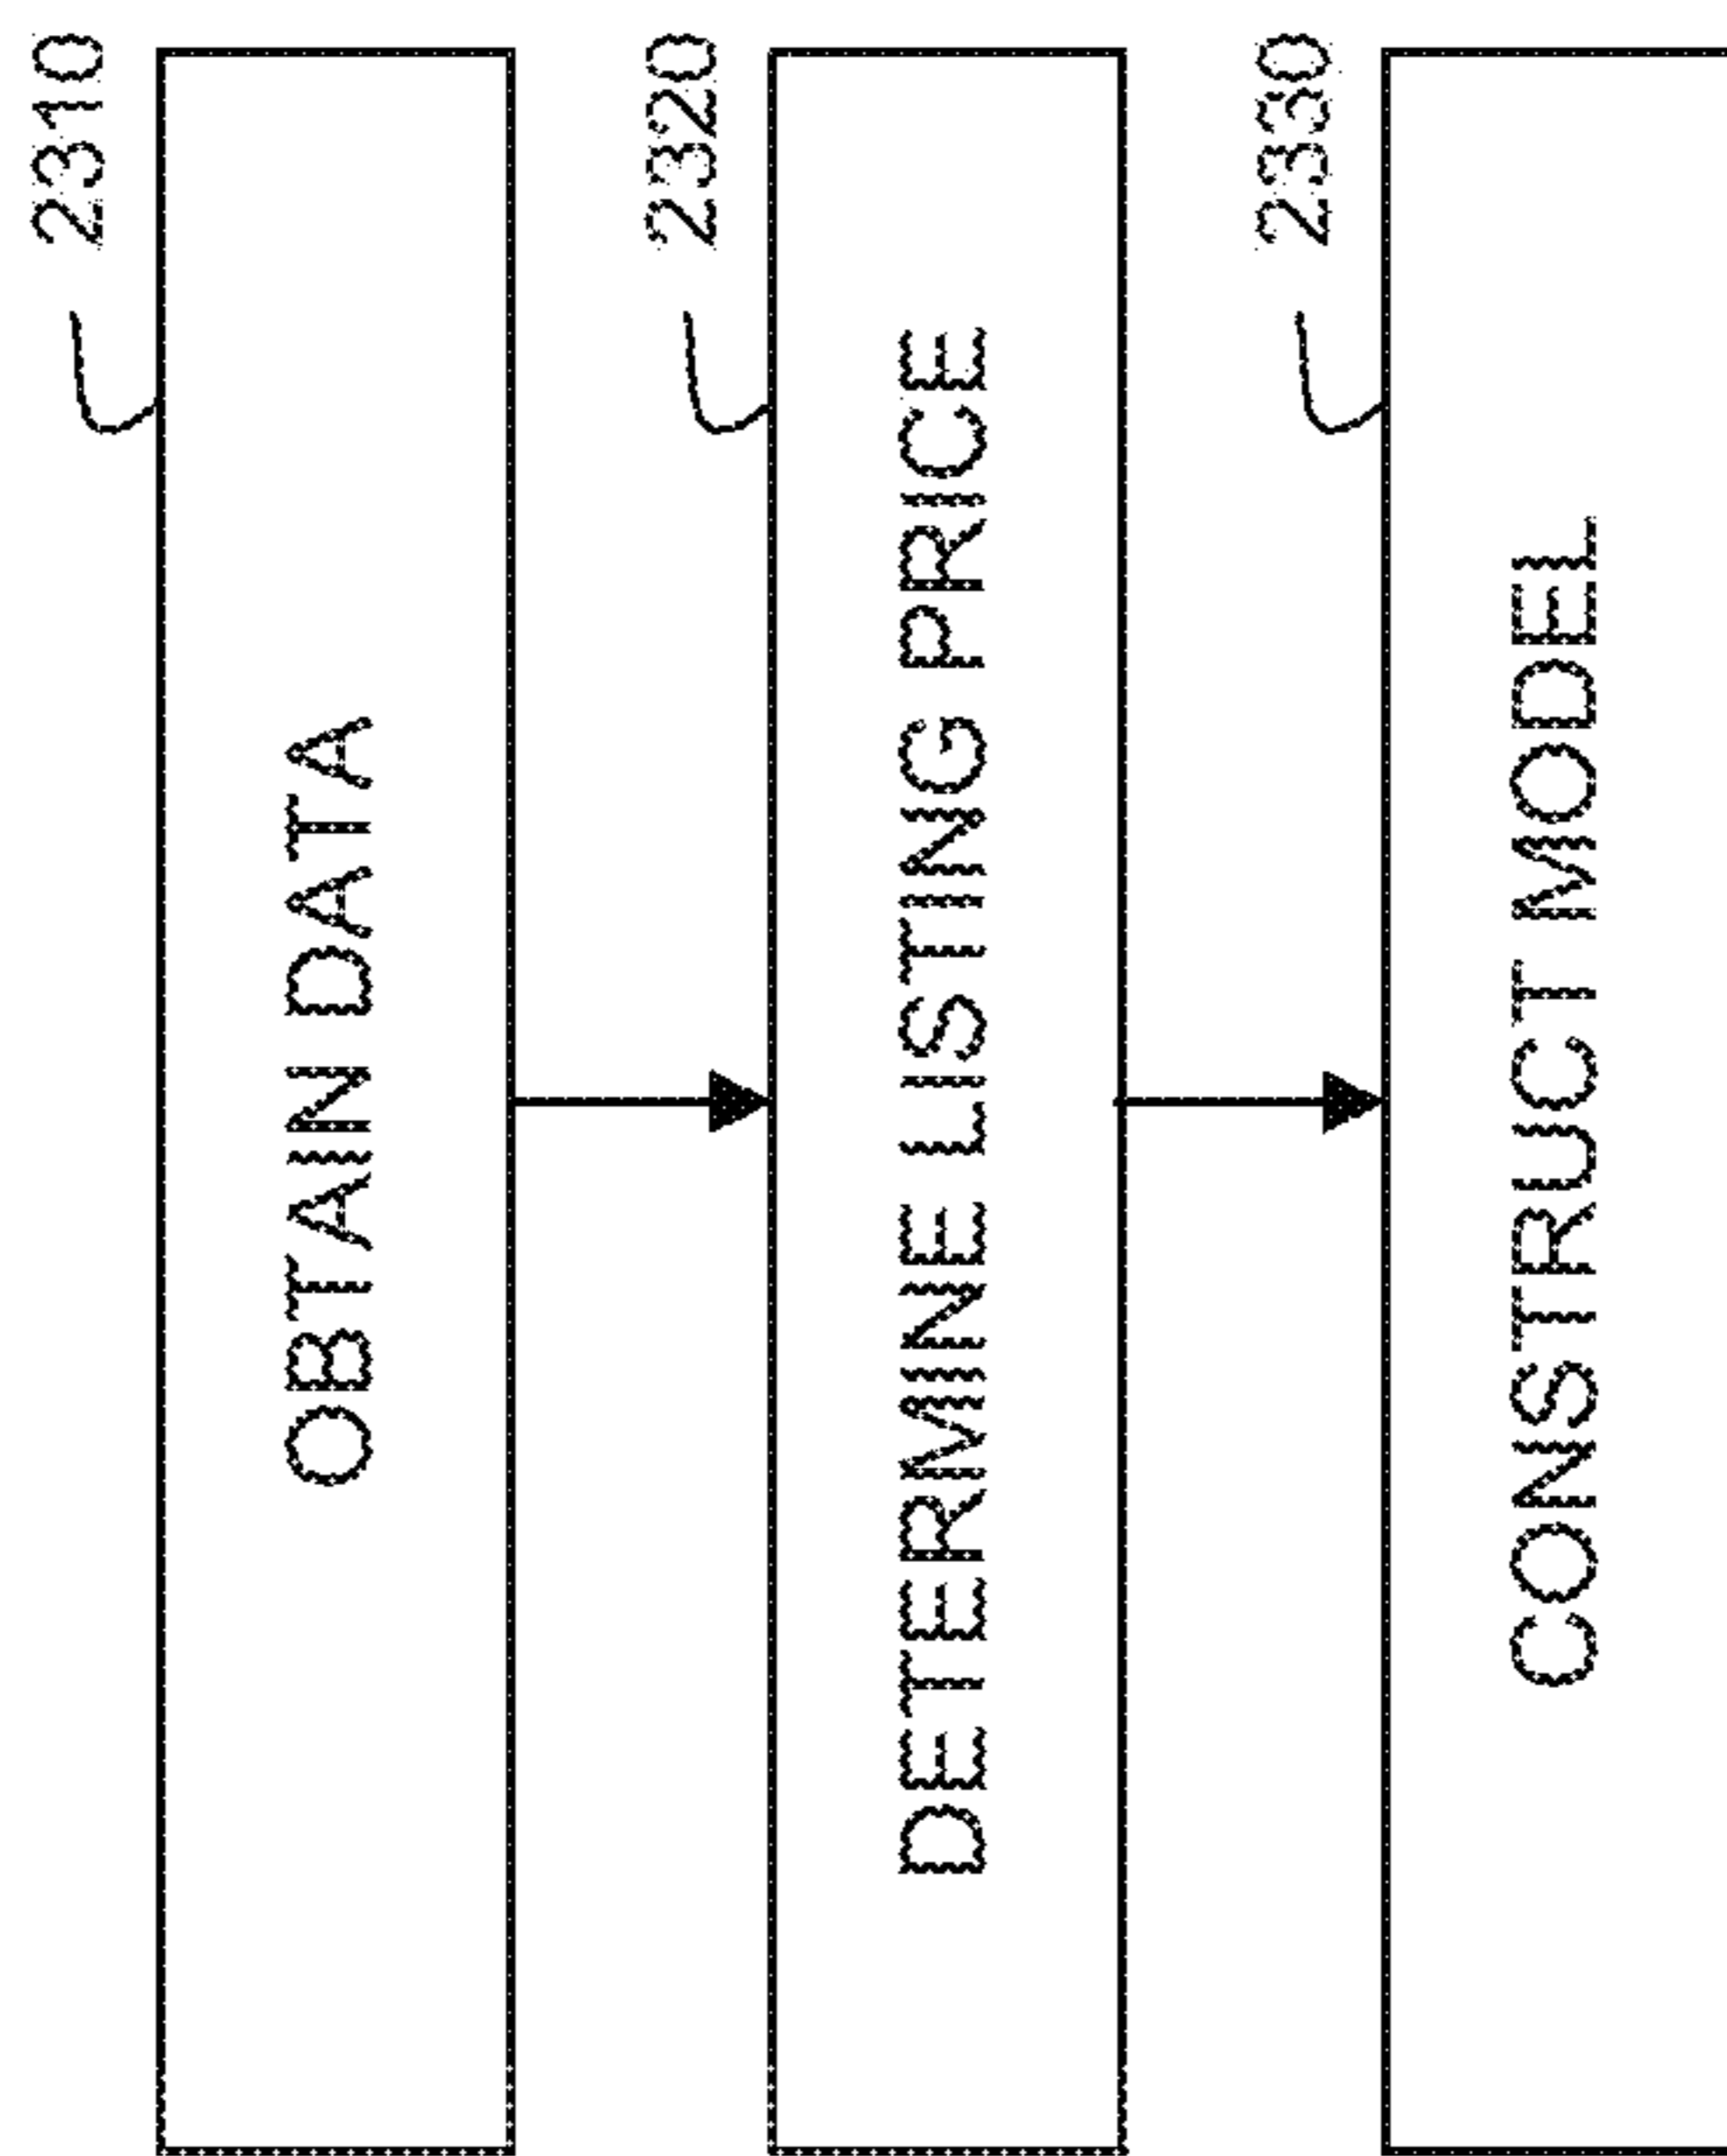 2310
OBTAIN DATA
2320
DETERMINE LISTING PRICE
2330
CONSTRUCT MODEL